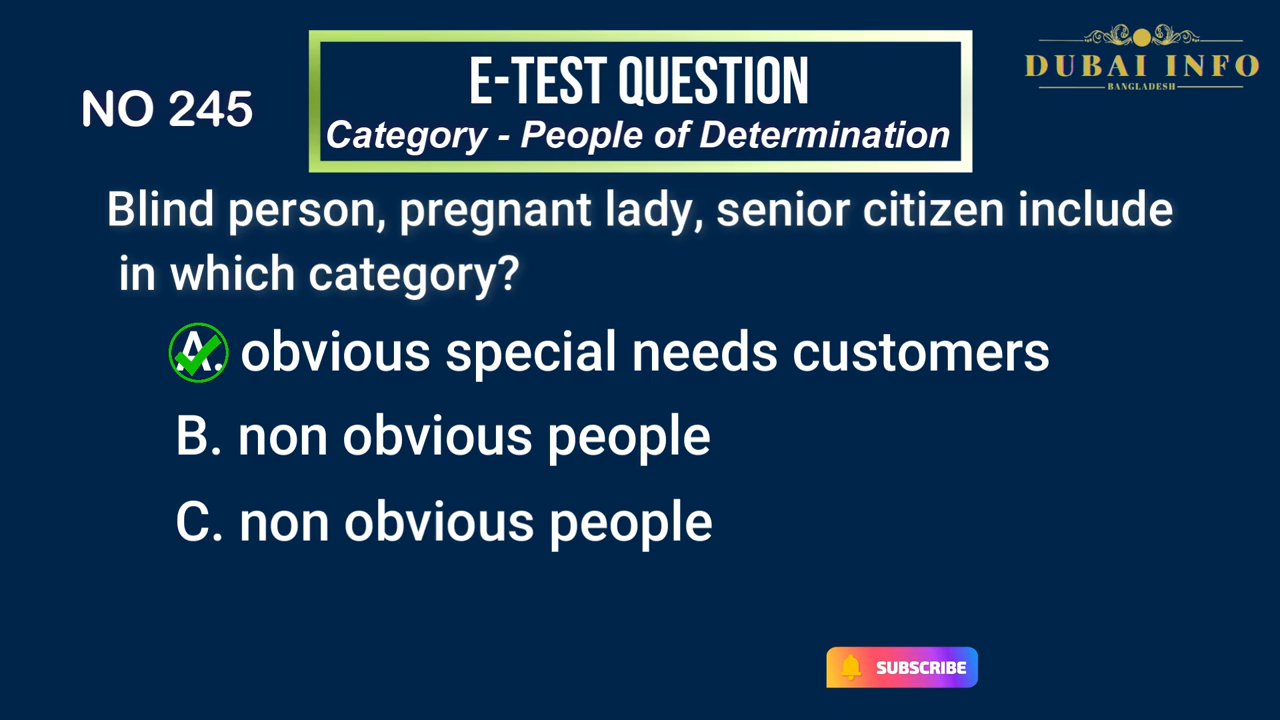 DUBAI INFO
BANGLADESH
NO 245
E-TEST QUESTION
Category - People of Determination
Blind person, pregnant lady, senior citizen include
in which category?
A. obvious special needs customers
B. non obvious people
C. non obvious people
SUBSCRIBE